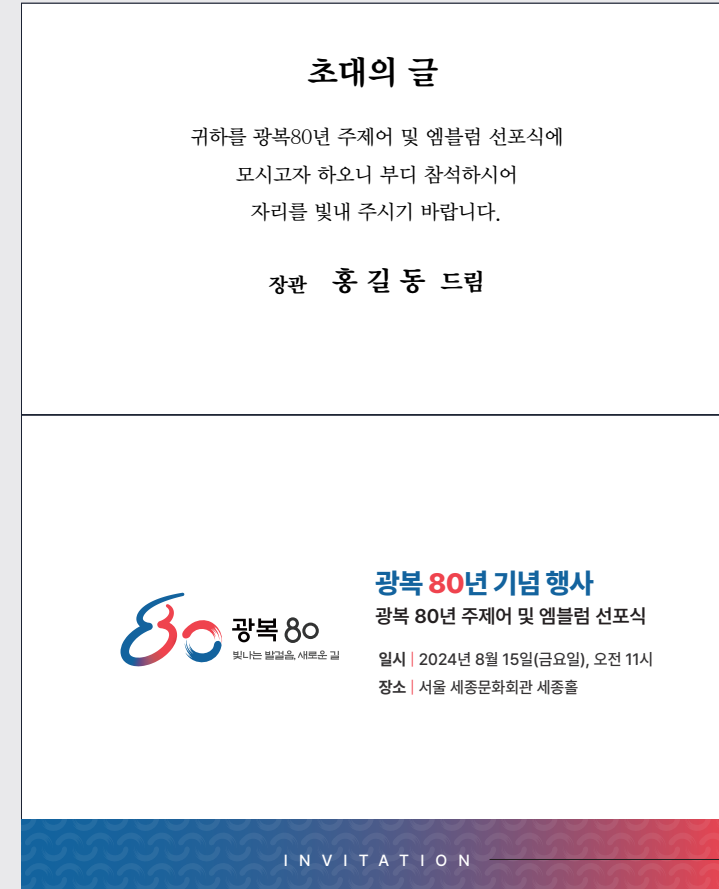 초대의 글
귀하를 광복80년 주제어 및 엠블럼 선포식에
모시고자 하오니 부디 참석하시어
자리를 빛내 주시기 바랍니다.
장관 홍 길 동 드림
80 광복 80
빛나는 발걸음, 새로운 길
광복 80년 기념 행사
광복 80년 주제어 및 엠블럼 선포식
일시 | 2024년 8월 15일(금요일), 오전 11시
장소 | 서울 세종문화회관 세종홀
INVITATION